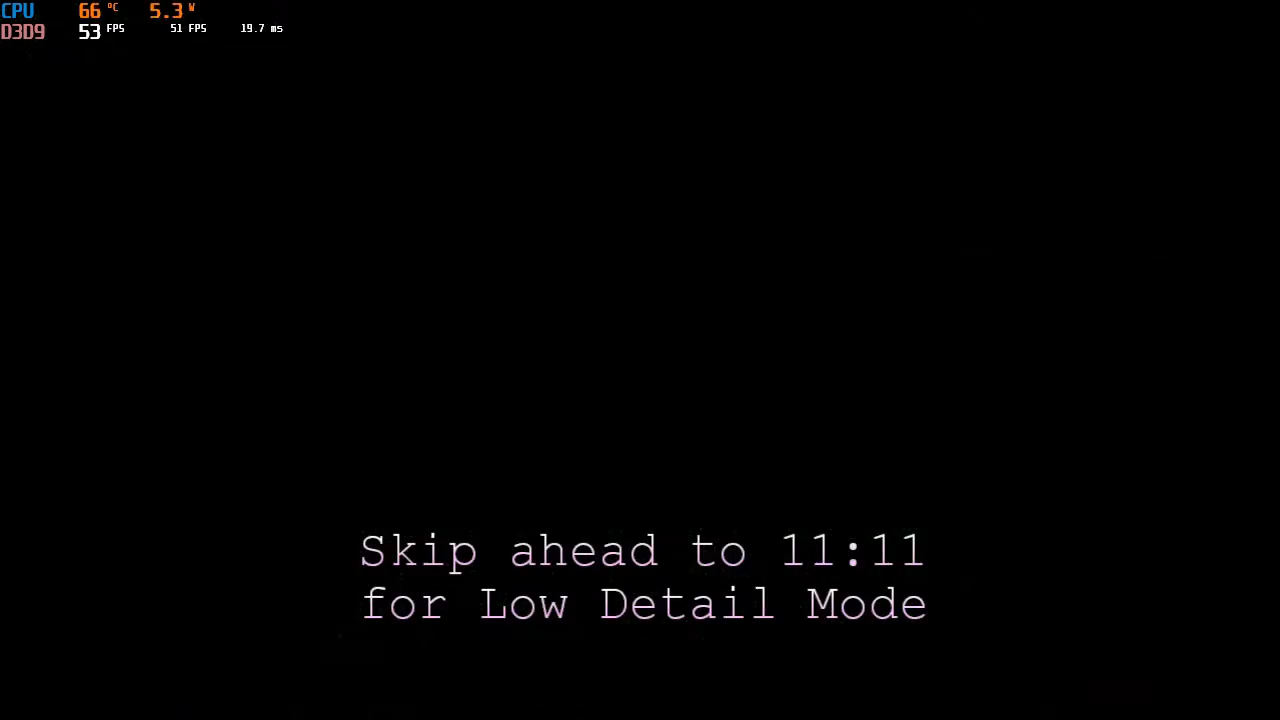 CPU 66 °C 5.3 W
D3D9 53 FPS 51 FPS 19.7 ms
Skip ahead to 11:11
for Low Detail Mode